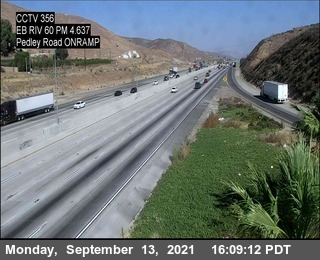 CCTV 356
EB RIV 60 PM 4.637
Pedley Road ONRAMP
Monday, September 13, 2021 16:09:12 PDT